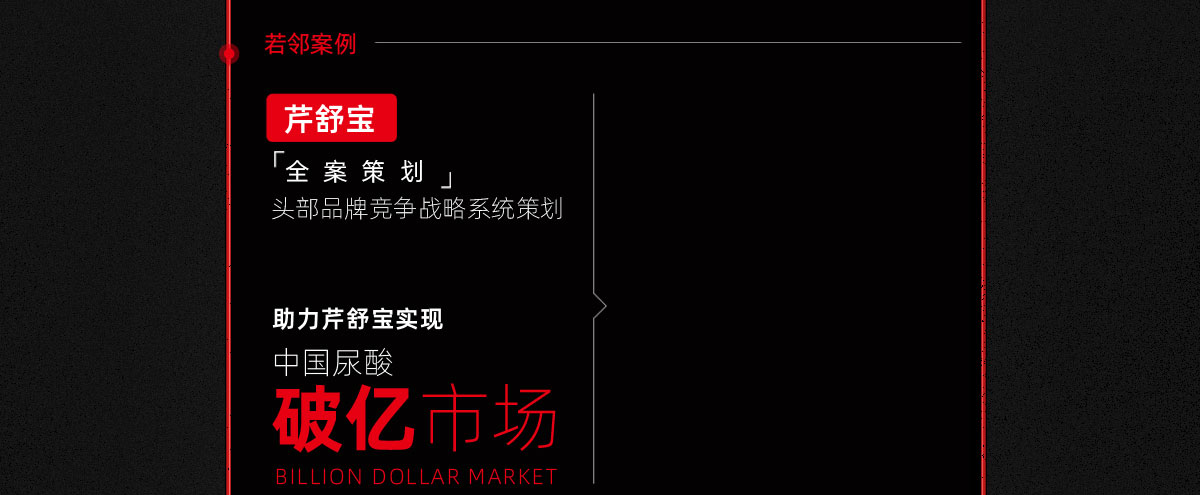 若邻案例
芹舒宝
「全案策划」
头部品牌竞争战略系统策划
助力芹舒宝实现
中国尿酸
破亿市场
BILLION DOLLAR MARKET